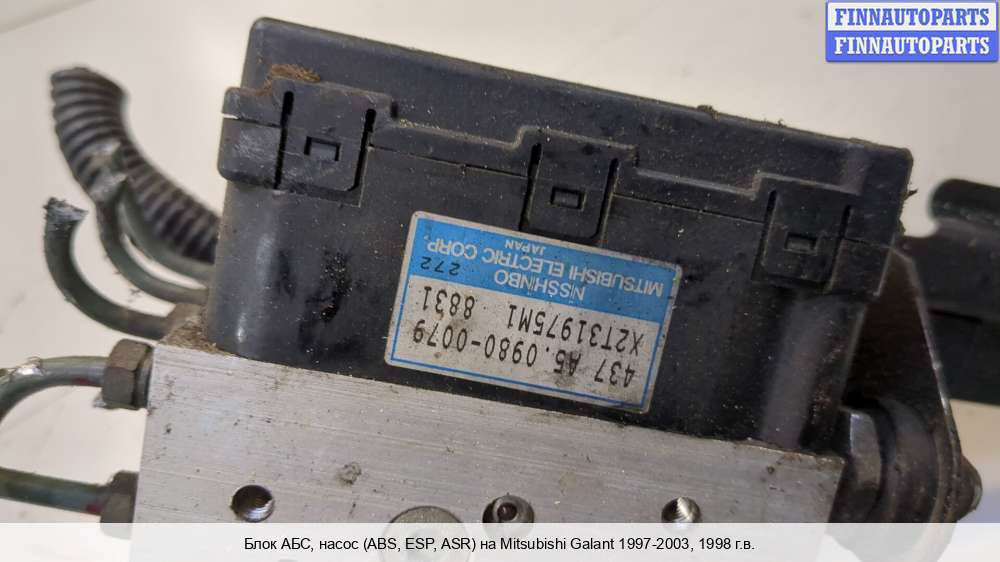 FINNAUTOPARTS
FINNAUTOPARTS
437 A5.0980-0079
X2T31975M1 8831
NISSHINBO 272
MITSUBISHI ELECTRIC CORP
JAPAN
Блок АБС, насос (ABS, ESP, ASR) на Mitsubishi Galant 1997-2003, 1998 г.в.